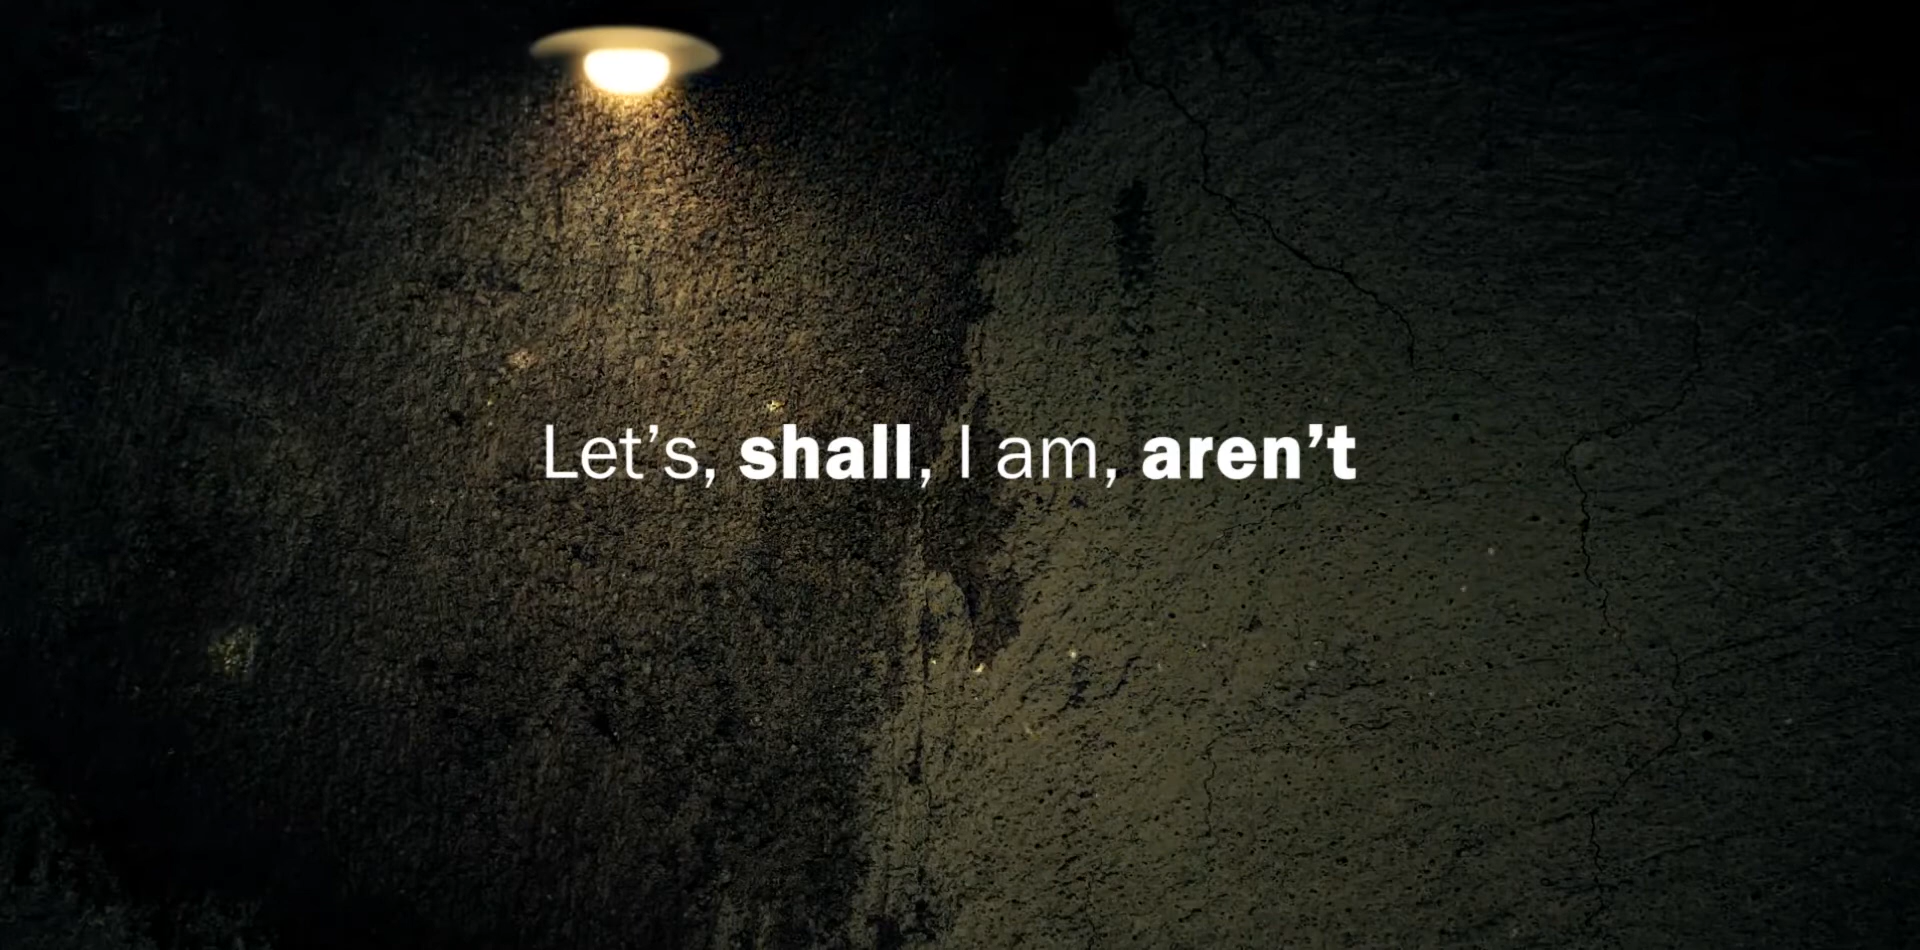 Let’s, shall, I am, aren’t